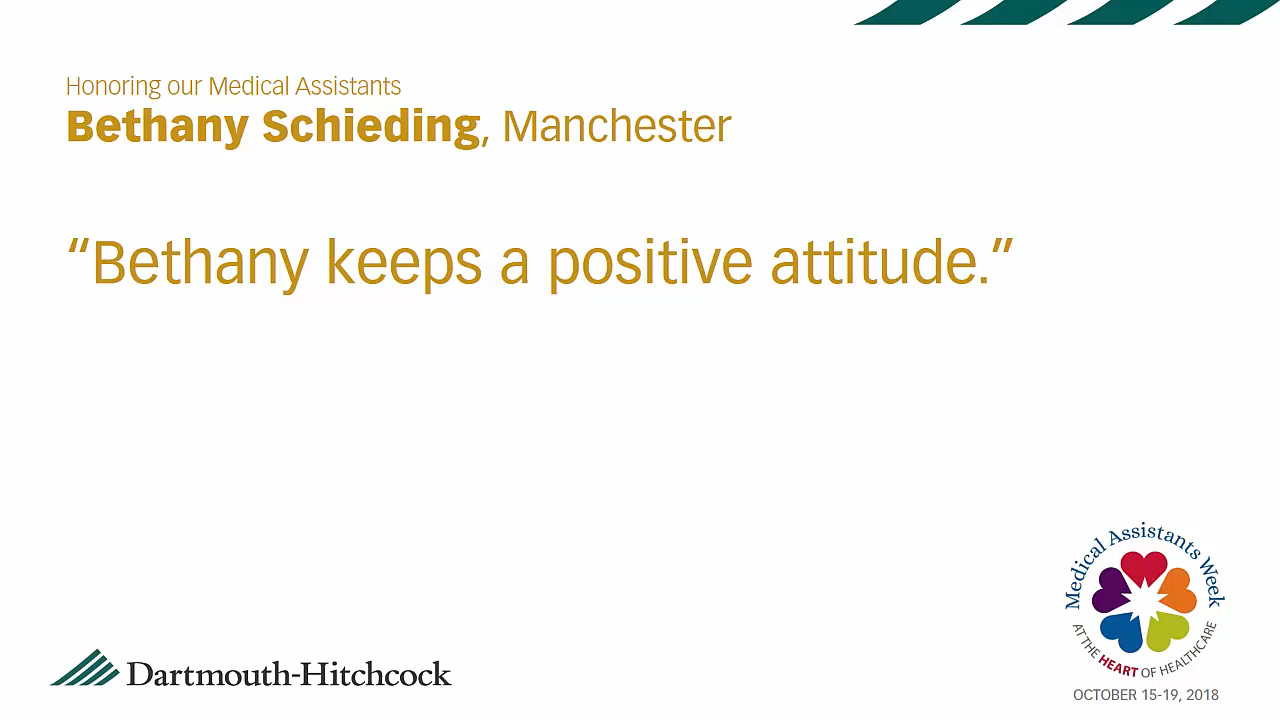 Honoring our Medical Assistants
Bethany Schieding, Manchester
“Bethany keeps a positive attitude.”
Medical Assistants Week
AT THE HEART OF HEALTHCARE
OCTOBER 15-19, 2018
Dartmouth-Hitchcock